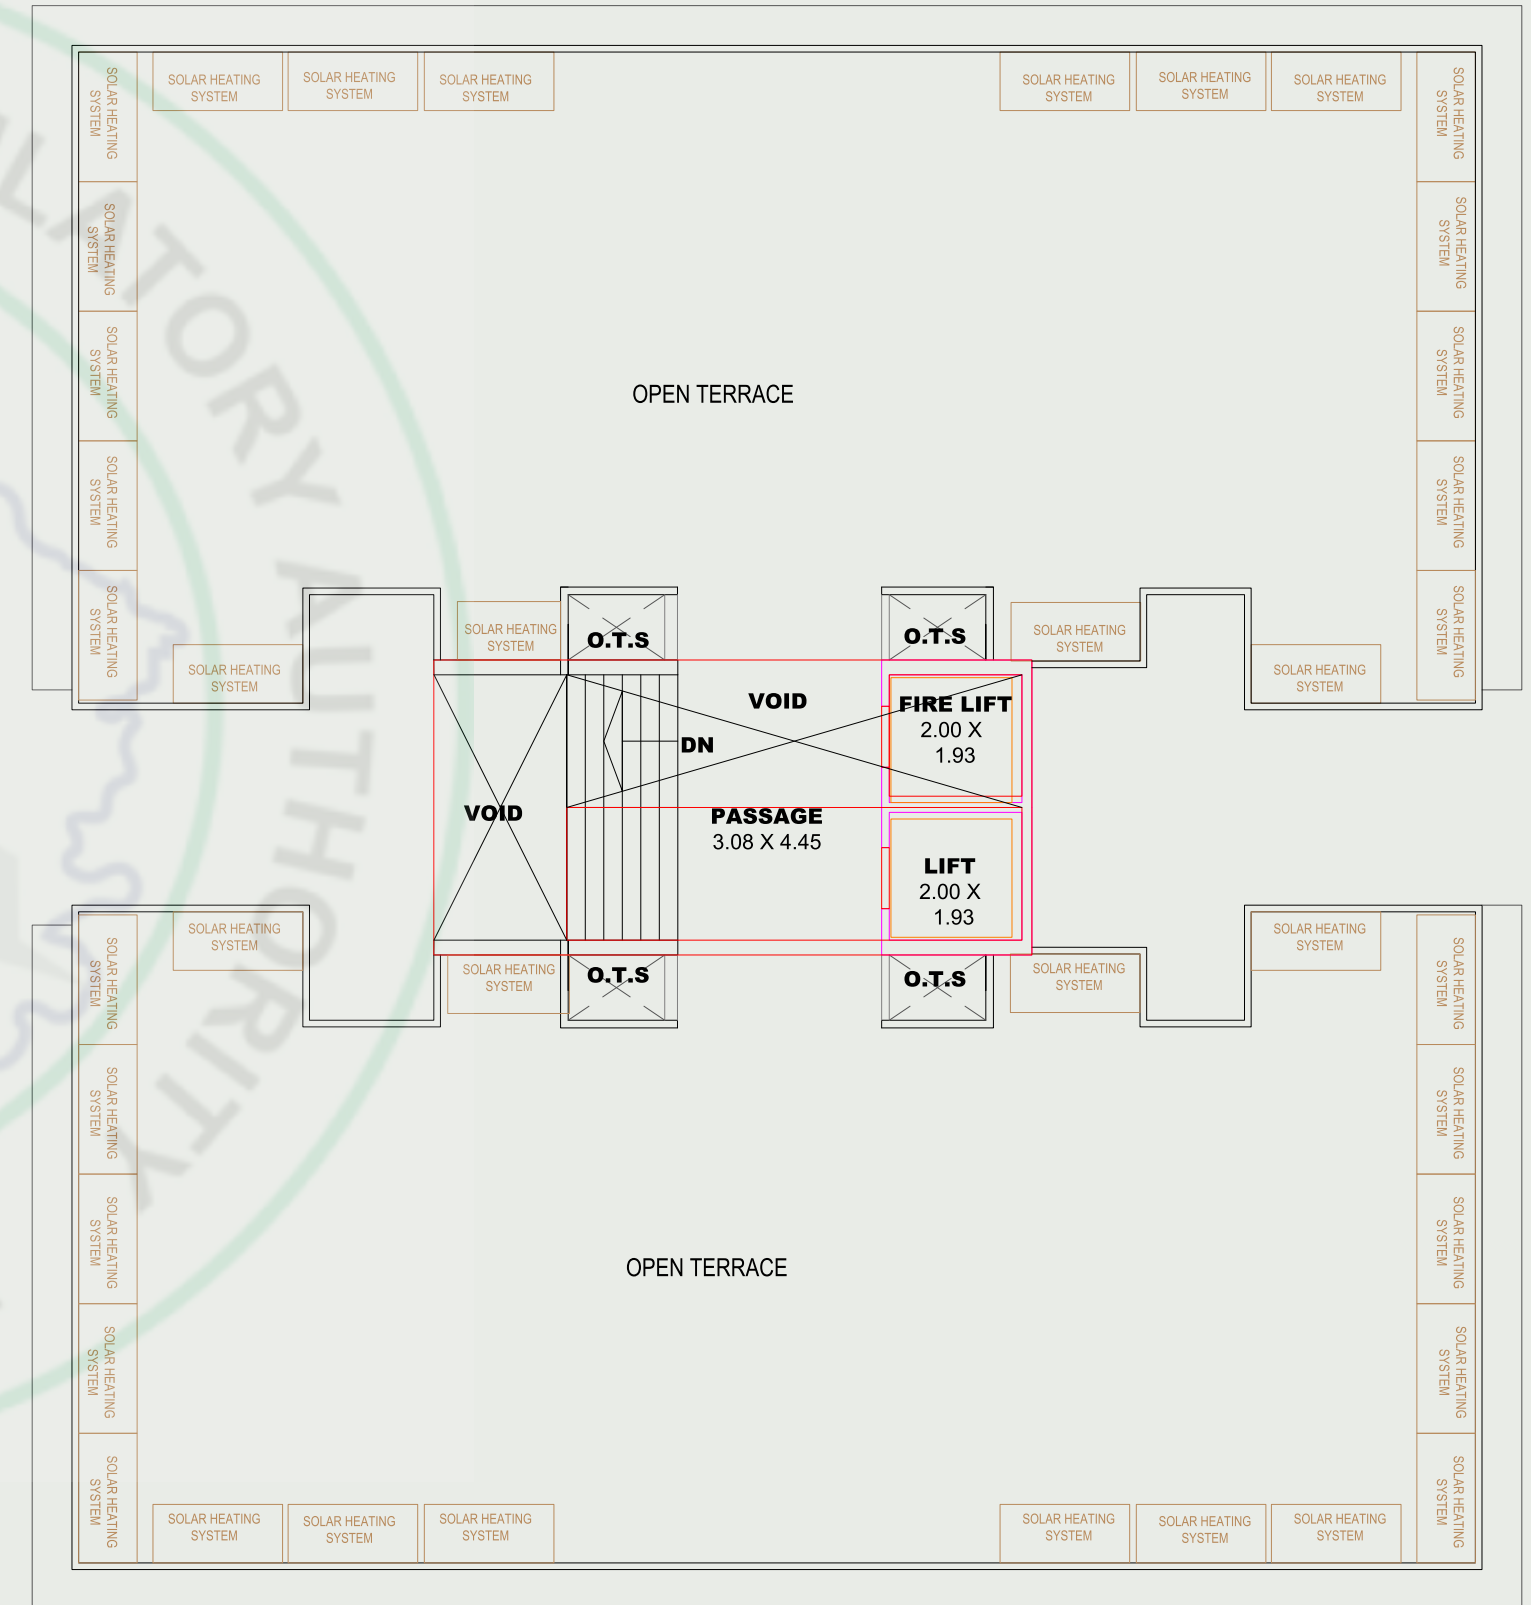 SOLAR HEATING
SYSTEM
SOLAR HEATING
SYSTEM
SOLAR HEATING
SYSTEM
SOLAR HEATING
SYSTEM
SOLAR HEATING
SYSTEM
SOLAR HEATING
SYSTEM
SOLAR HEATING
SYSTEM
SOLAR HEATING
SYSTEM
SOLAR HEATING
SYSTEM
SOLAR HEATING
SYSTEM
SOLAR HEATING
SYSTEM
SOLAR HEATING
SYSTEM
OPEN TERRACE
SOLAR HEATING
SYSTEM
SOLAR HEATING
SYSTEM
SOLAR HEATING
SYSTEM
SOLAR HEATING
SYSTEM
LATORY AUTHORITY
SOLAR HEATING
SYSTEM
SOLAR HEATING
SYSTEM
O.T.S
O.T.S
SOLAR HEATING
SYSTEM
SOLAR HEATING
SYSTEM
VOID
FIRE LIFT
2.00 X
1.93
DN
VOID
PASSAGE
3.08 X 4.45
LIFT
2.00 X
1.93
SOLAR HEATING
SYSTEM
SOLAR HEATING
SYSTEM
O.T.S
O.T.S
SOLAR HEATING
SYSTEM
SOLAR HEATING
SYSTEM
SOLAR HEATING
SYSTEM
SOLAR HEATING
SYSTEM
SOLAR HEATING
SYSTEM
SOLAR HEATING
SYSTEM
SOLAR HEATING
SYSTEM
SOLAR HEATING
SYSTEM
OPEN TERRACE
SOLAR HEATING
SYSTEM
SOLAR HEATING
SYSTEM
SOLAR HEATING
SYSTEM
SOLAR HEATING
SYSTEM
SOLAR HEATING
SYSTEM
SOLAR HEATING
SYSTEM
SOLAR HEATING
SYSTEM
SOLAR HEATING
SYSTEM
SOLAR HEATING
SYSTEM
SOLAR HEATING
SYSTEM